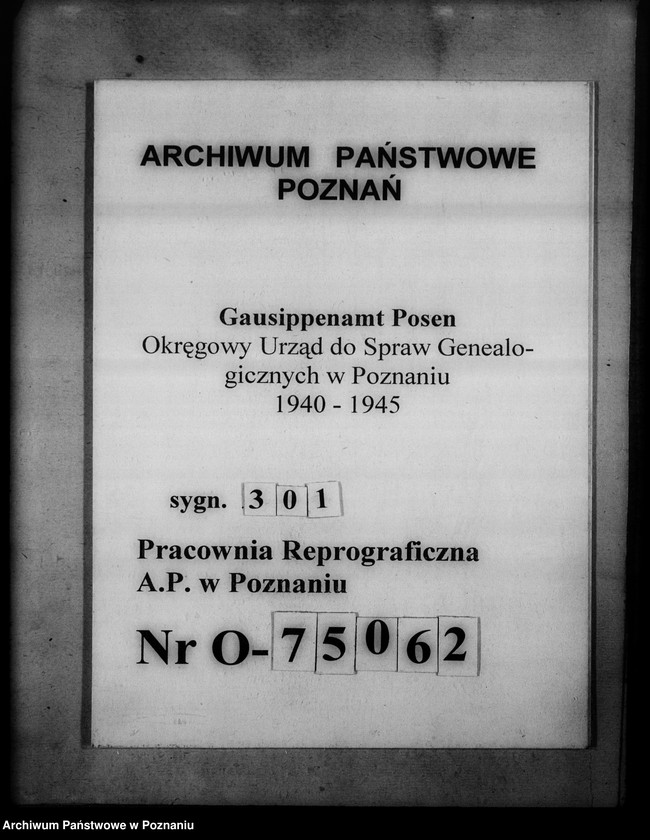 ARCHIWUM PAŃSTWOWE
POZNAŃ
Gausippenamt Posen
Okręgowy Urząd do Spraw Genealo-
gicznych w Poznaniu
1940 - 1945
sygn. 301
Pracownia Reprograficzna
A.P. w Poznaniu
Nr O-75062
Archiwum Państwowe w Poznaniu